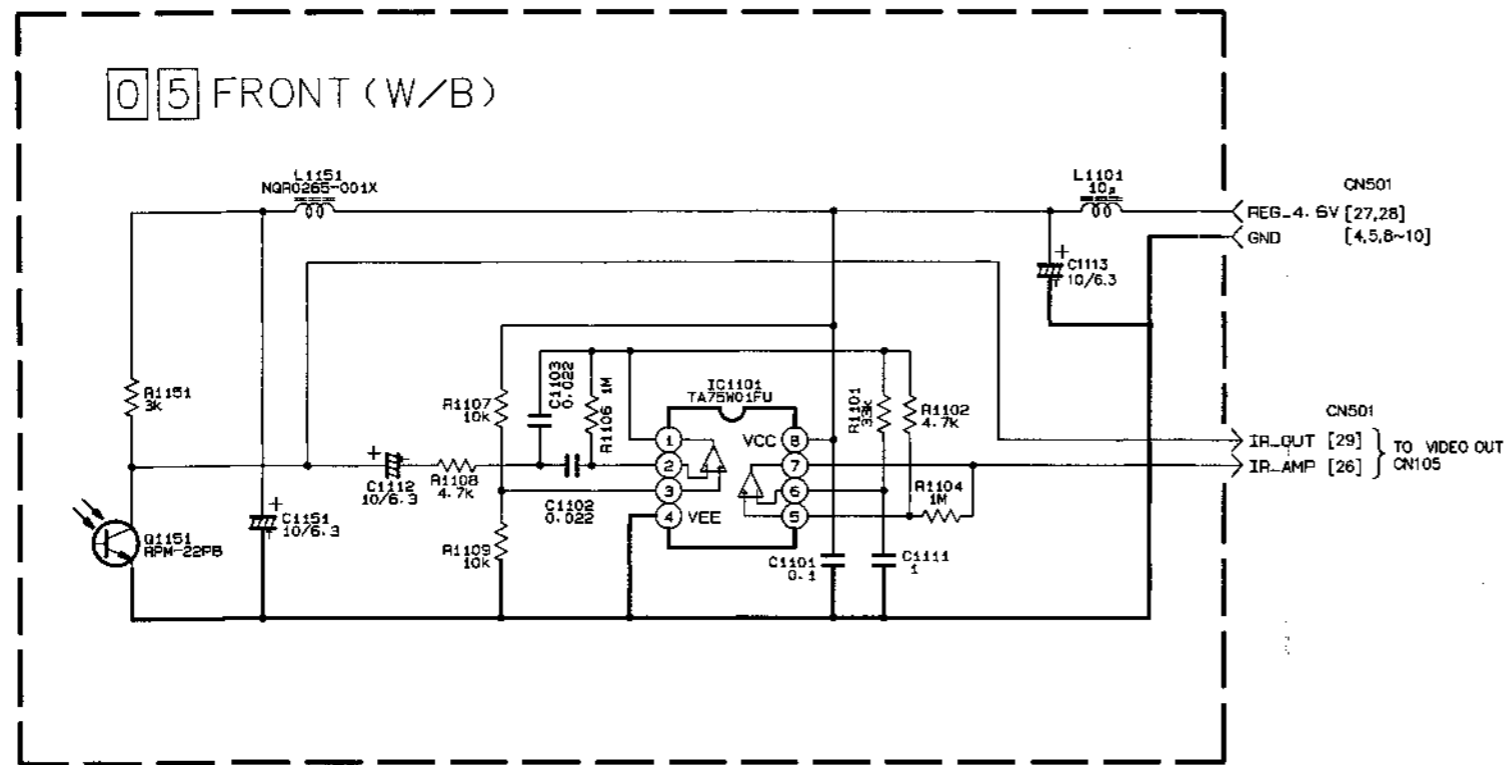 05 FRONT (W/B)
L1151
NQR0265-001X
L1101
10µ
CN501
REG_4.6V [27,28]
GND [4,5,8~10]
C1113
10/6.3
R1151
3k
R1107
10k
C1103
0.022
R1106 1M
IC1101
TA75W01FU
R1101
33k
R1102
4.7k
CN501
IR_OUT [29]
IR_AMP [26]
TO VIDEO OUT
CN105
1
2
3
4
VCC
VEE
8
7
6
5
C1112
10/6.3
R1108
4.7k
C1102
0.022
R1104
1M
Q1151
RPM-22PB
C1151
10/6.3
R1109
10k
C1101
0.1
C1111
1